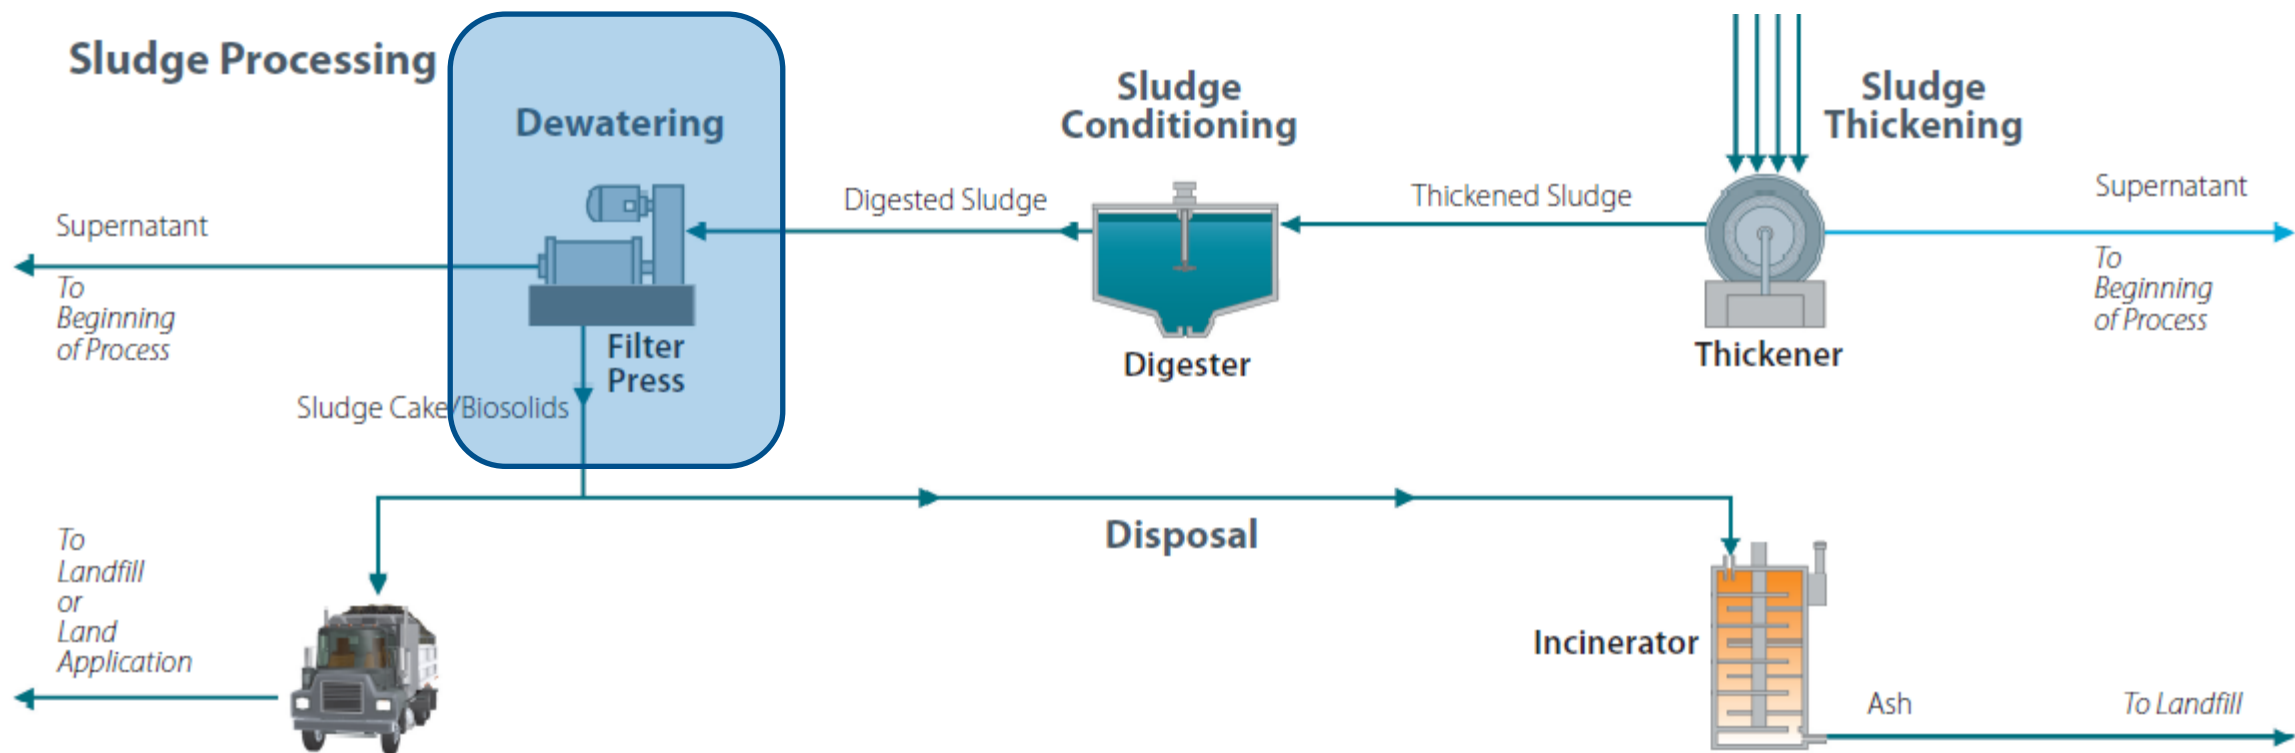 Sludge Processing
Dewatering
Sludge
Conditioning
Sludge
Thickening
Supernatant
To
Beginning
of Process
Digested Sludge
Thickened Sludge
Supernatant
To
Beginning
of Process
Filter
Press
Digester
Thickener
Sludge Cake/Biosolids
Disposal
To
Landfill
or
Land
Application
Incinerator
Ash
To Landfill